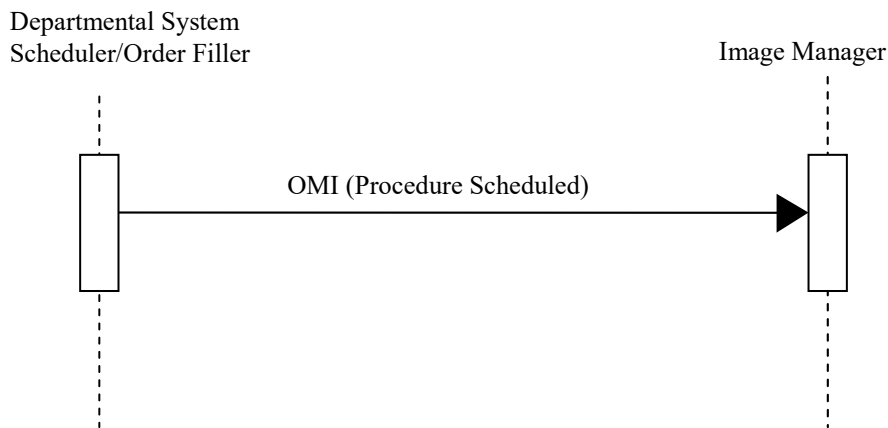 Departmental System
Scheduler/Order Filler
Image Manager
OMI (Procedure Scheduled)